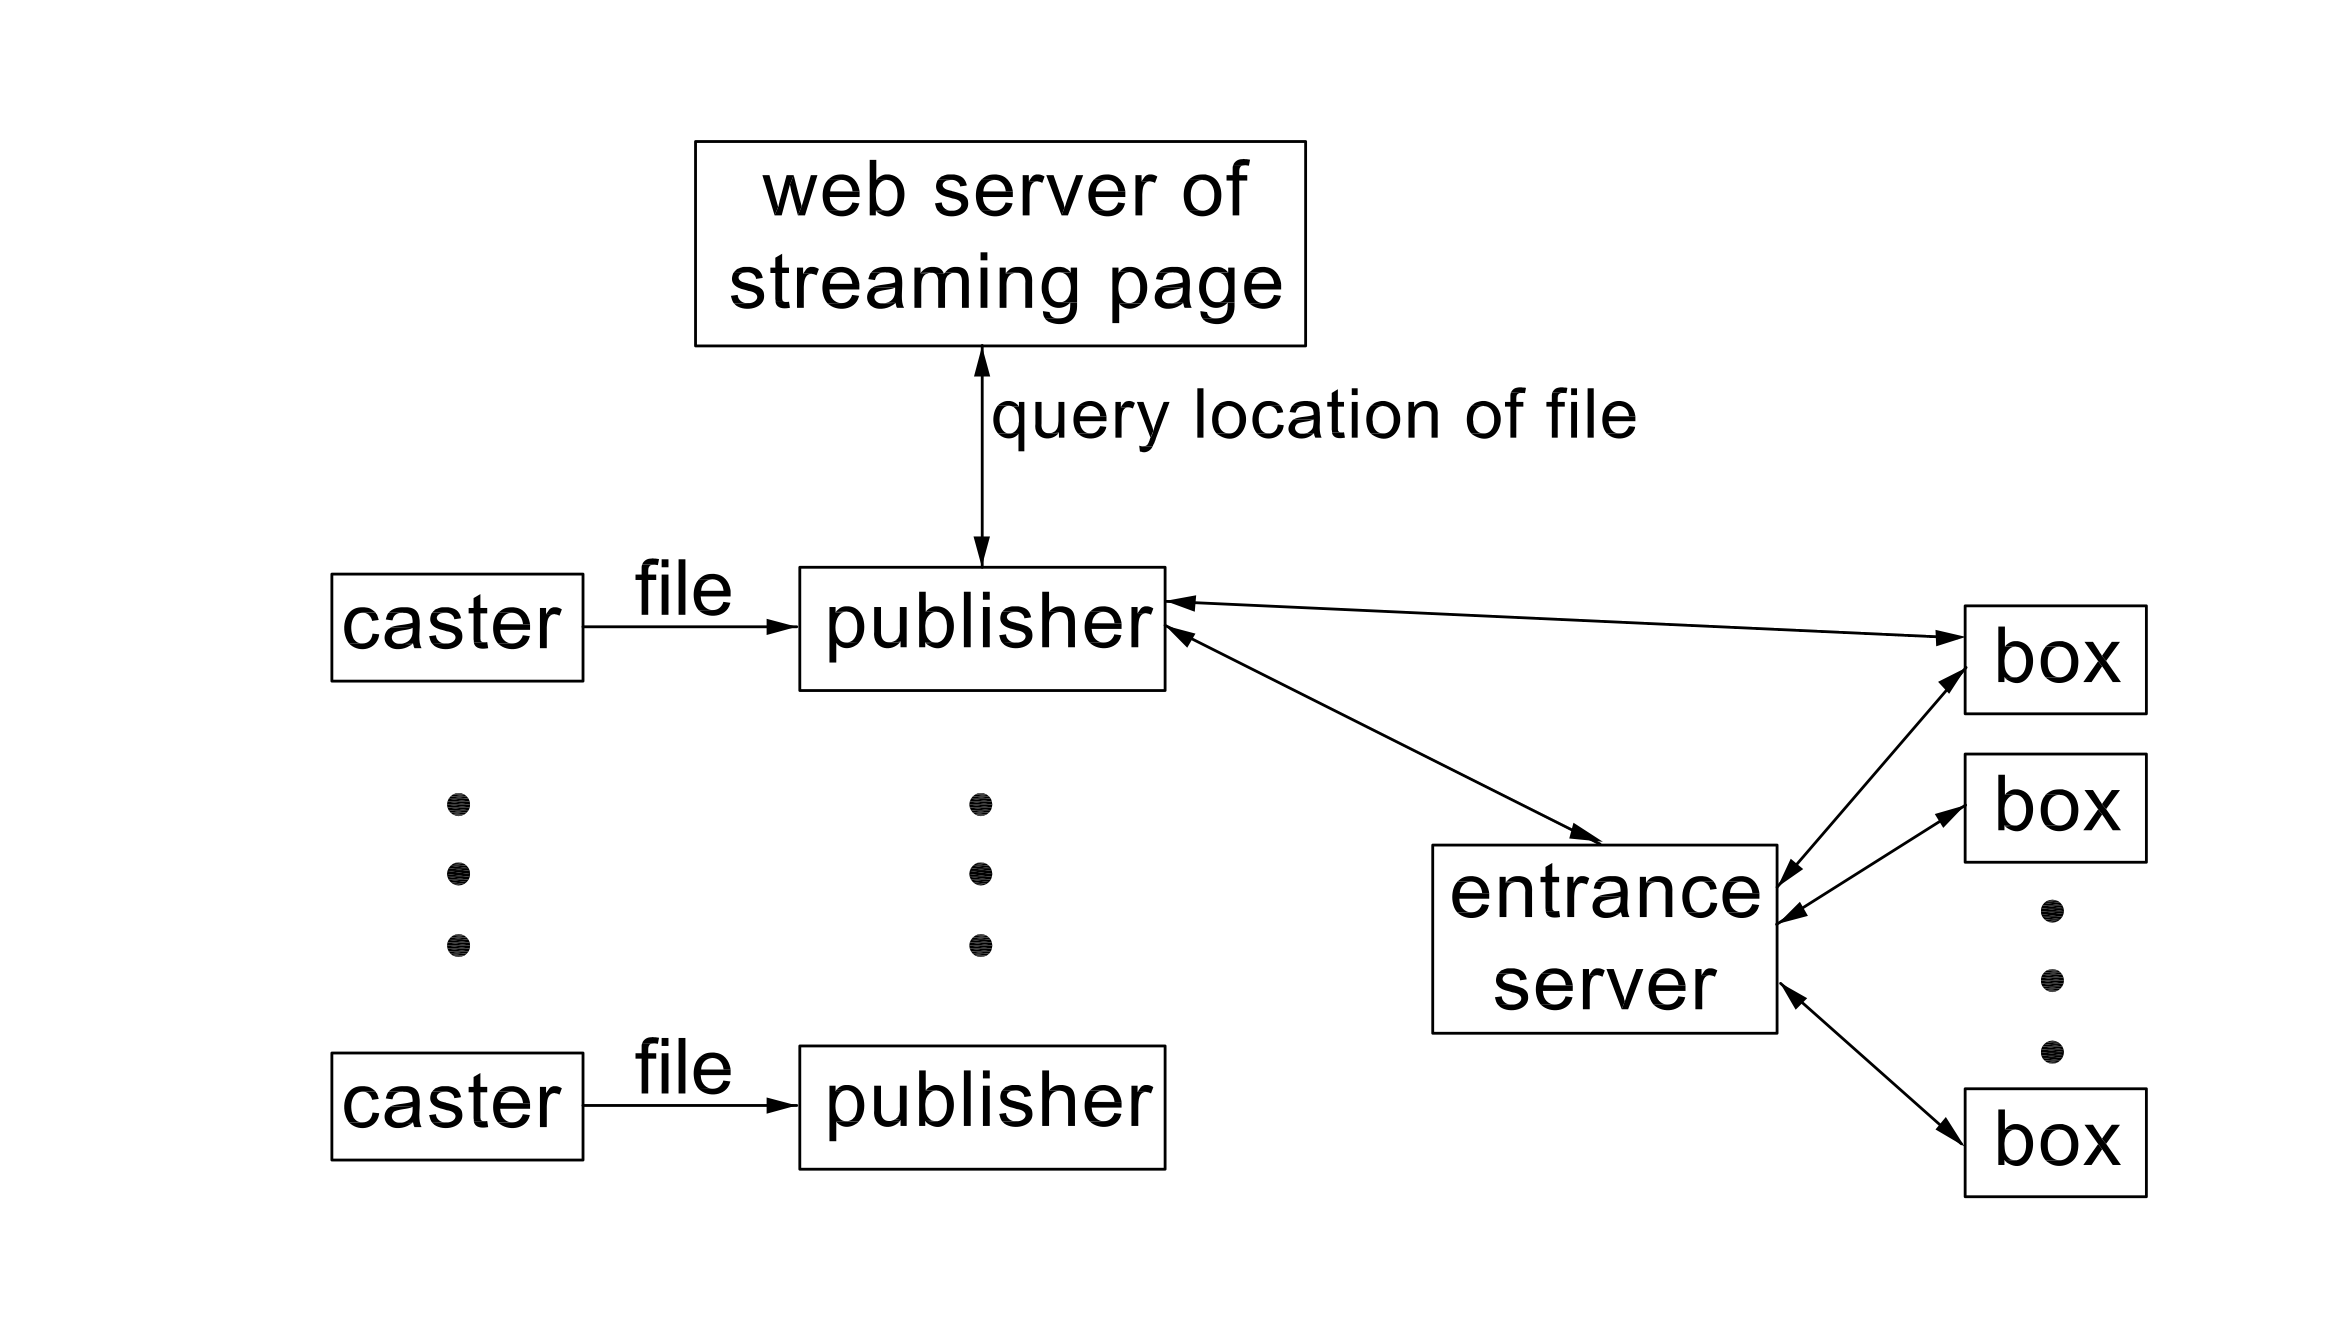 web server of
streaming page
query location of file
caster
file
publisher
box
box
entrance
server
caster
file
publisher
box